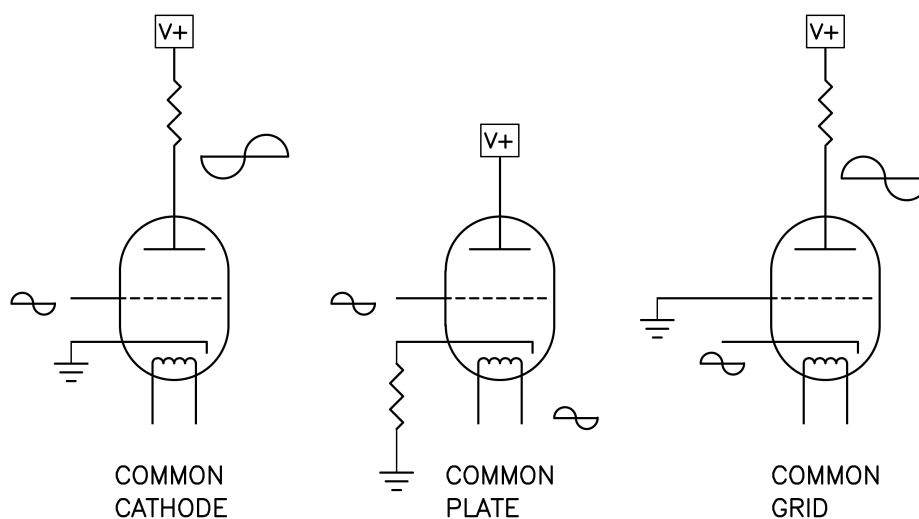 V+
V+
V+
COMMON
CATHODE
COMMON
PLATE
COMMON
GRID